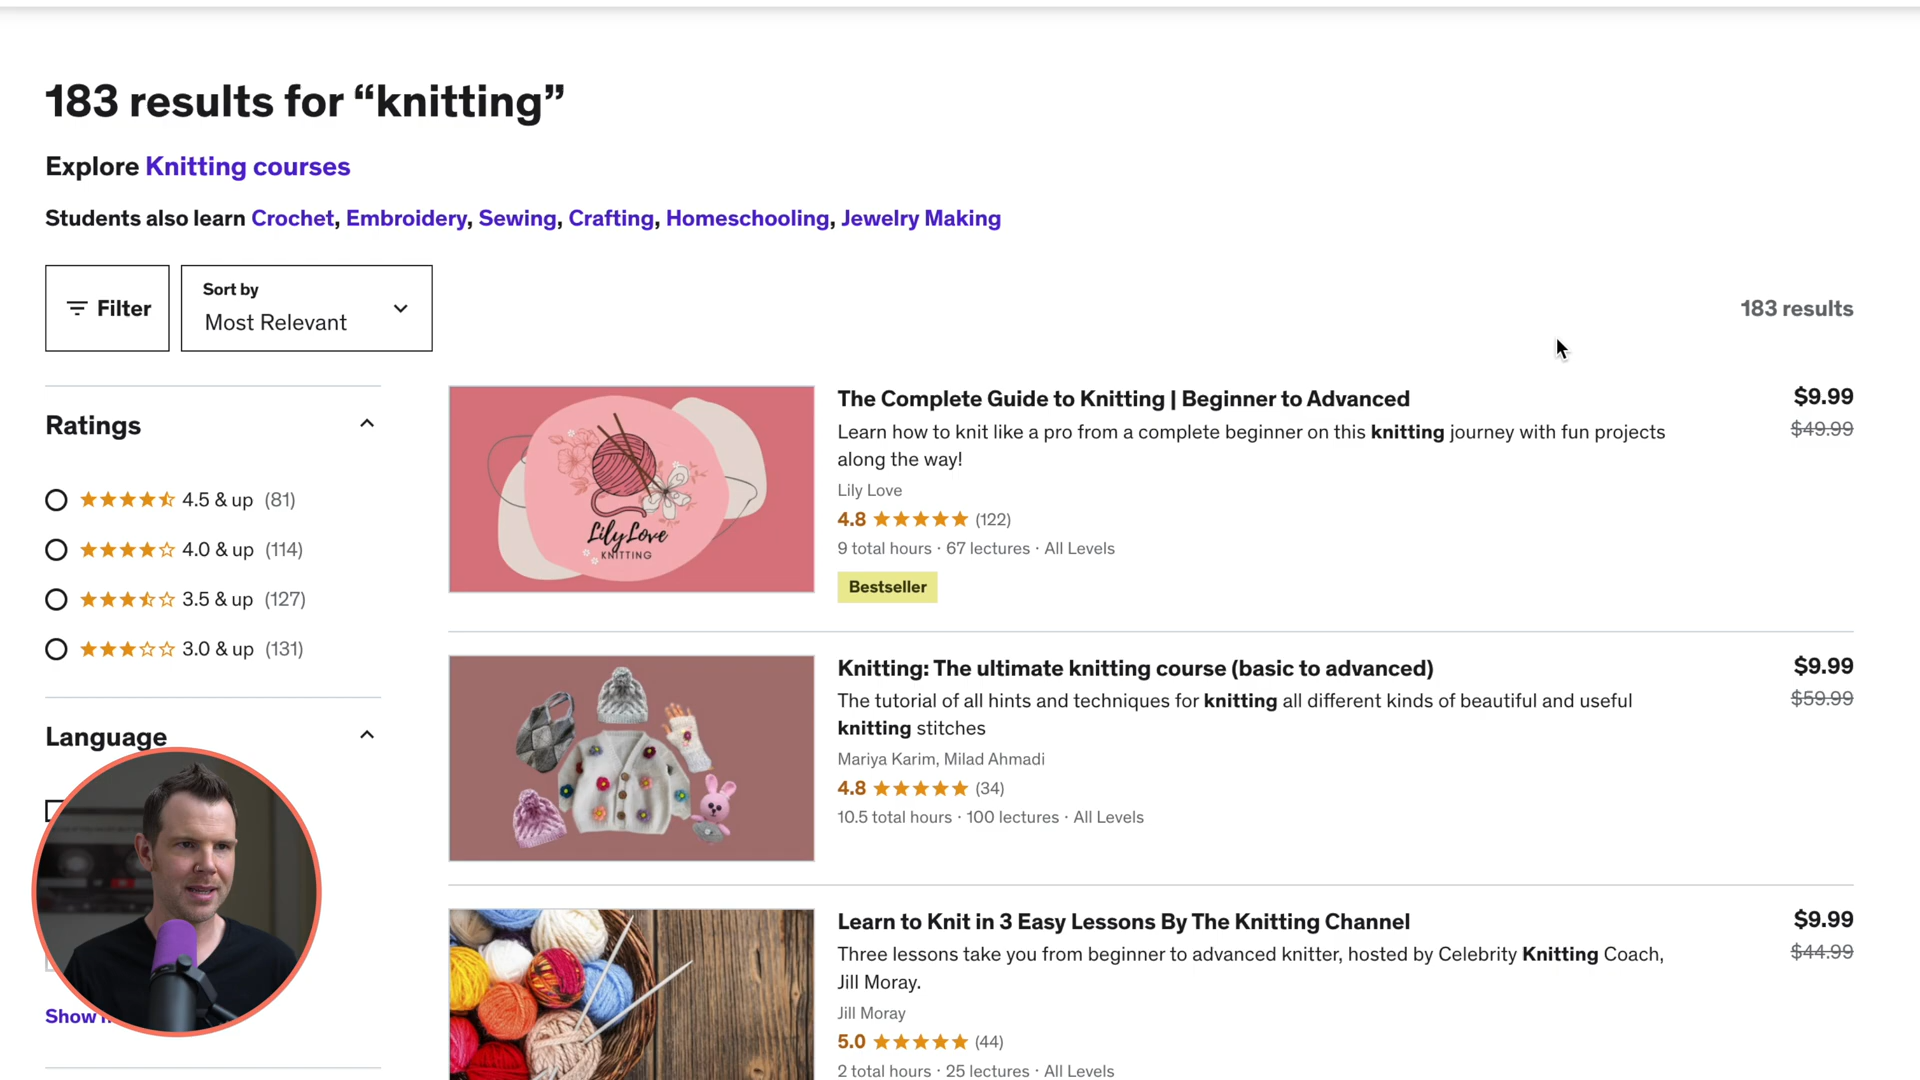 183 results for “knitting”
Explore Knitting courses
Students also learn Crochet, Embroidery, Sewing, Crafting, Homeschooling, Jewelry Making
Filter
Sort by
Most Relevant
183 results
Ratings
4.5 & up (81)
4.0 & up (114)
3.5 & up (127)
3.0 & up (131)
Language
Show
LilyLove
KNITTING
The Complete Guide to Knitting | Beginner to Advanced
$9.99
Learn how to knit like a pro from a complete beginner on this knitting journey with fun projects
$49.99
along the way!
Lily Love
4.8 (122)
9 total hours · 67 lectures · All Levels
Bestseller
Knitting: The ultimate knitting course (basic to advanced)
$9.99
The tutorial of all hints and techniques for knitting all different kinds of beautiful and useful
$59.99
knitting stitches
Mariya Karim, Milad Ahmadi
4.8 (34)
10.5 total hours · 100 lectures · All Levels
Learn to Knit in 3 Easy Lessons By The Knitting Channel
$9.99
Three lessons take you from beginner to advanced knitter, hosted by Celebrity Knitting Coach,
$44.99
Jill Moray.
Jill Moray
5.0 (44)
2 total hours · 25 lectures · All Levels